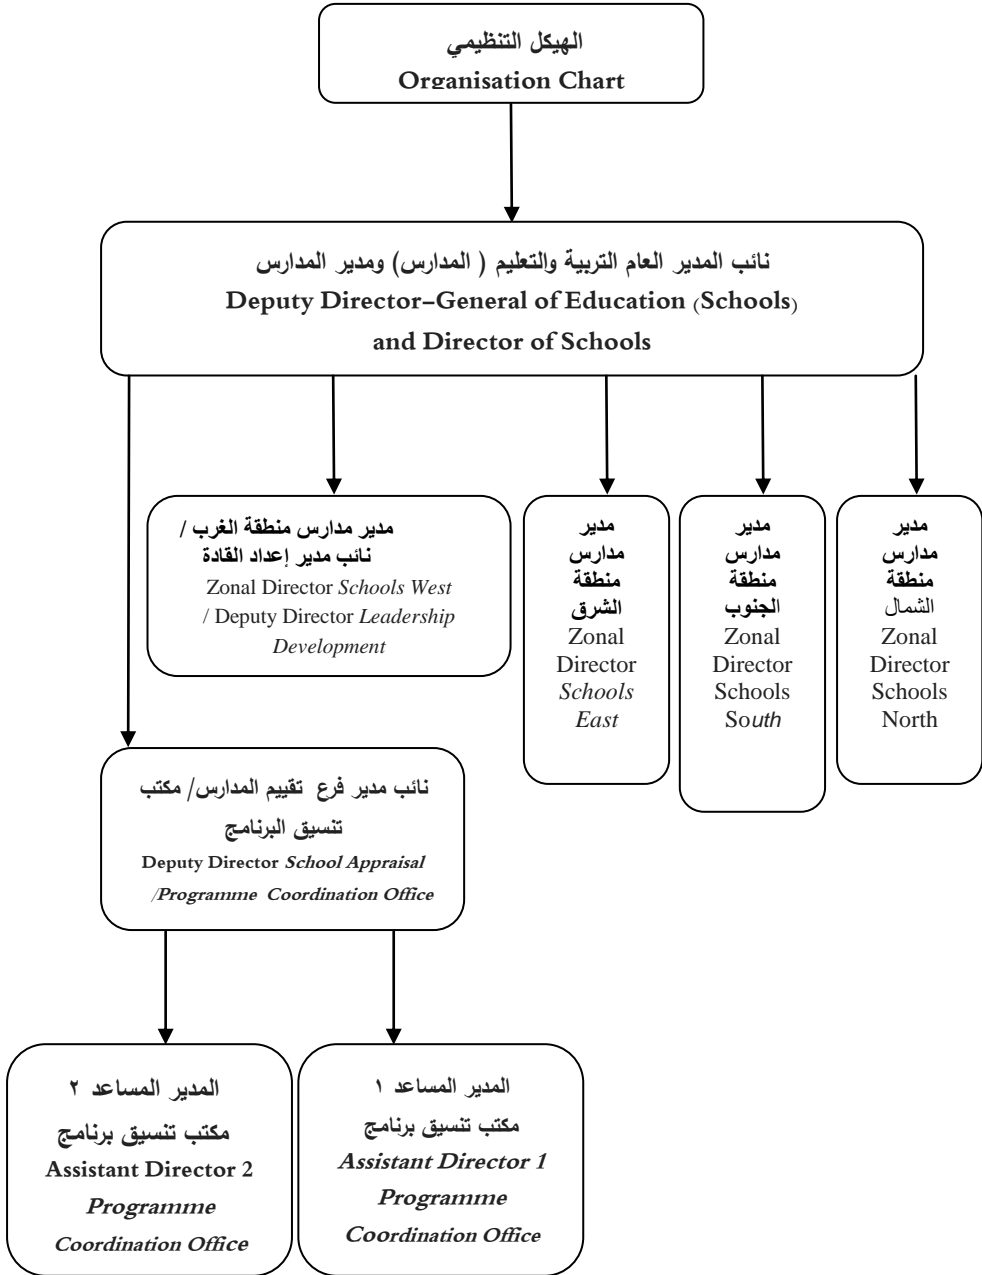 الهيكل التنظيمي
Organisation Chart
نائب المدير العام التربية والتعليم ( المدارس) ومدير المدارس
Deputy Director–General of Education (Schools)
and Director of Schools
مدير مدارس منطقة الغرب /
نائب مدير إعداد القادة
Zonal Director Schools West
/ Deputy Director Leadership
Development
مدير
مدارس
منطقة
الشرق
Zonal
Director
Schools
East
مدير
مدارس
منطقة
الجنوب
Zonal
Director
Schools
South
مدير
مدارس
منطقة
الشمال
Zonal
Director
Schools
North
نائب مدير فرع تقييم المدارس/ مكتب
تنسيق البرنامج
Deputy Director School Appraisal
/Programme Coordination Office
المدير المساعد ٢
مكتب تنسيق برنامج
Assistant Director 2
Programme
Coordination Office
المدير المساعد ١
مكتب تنسيق برنامج
Assistant Director 1
Programme
Coordination Office